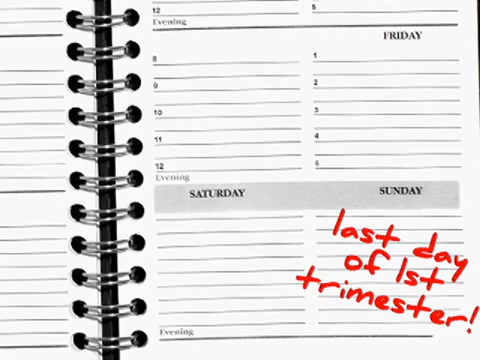 12 5
Evening
FRIDAY
8 1
9 2
10 3
11 4
12 5
Evening
SATURDAY SUNDAY
last day
of 1st
trimester!
Evening